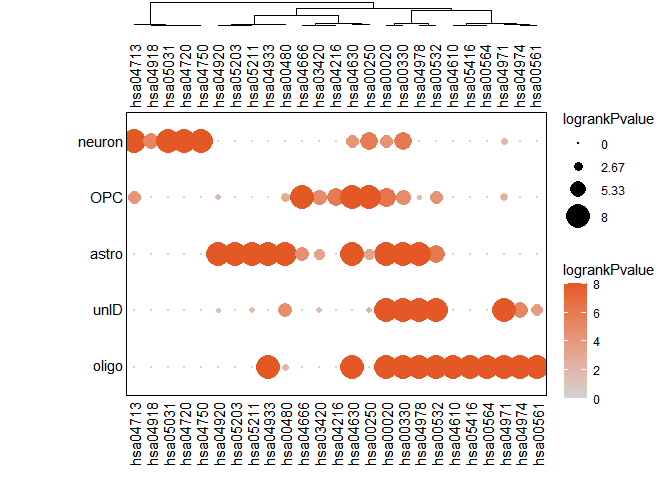 hsa04713
hsa04918
hsa05031
hsa04720
hsa04750
hsa04920
hsa05203
hsa05211
hsa04933
hsa00480
hsa04666
hsa03420
hsa04216
hsa04630
hsa00250
hsa00020
hsa00330
hsa04978
hsa00532
hsa04610
hsa05416
hsa00564
hsa04971
hsa04974
hsa00561
neuron
OPC
astro
unID
oligo
hsa04713
hsa04918
hsa05031
hsa04720
hsa04750
hsa04920
hsa05203
hsa05211
hsa04933
hsa00480
hsa04666
hsa03420
hsa04216
hsa04630
hsa00250
hsa00020
hsa00330
hsa04978
hsa00532
hsa04610
hsa05416
hsa00564
hsa04971
hsa04974
hsa00561
logrankPvalue
0
2.67
5.33
8
logrankPvalue
8
6
4
2
0